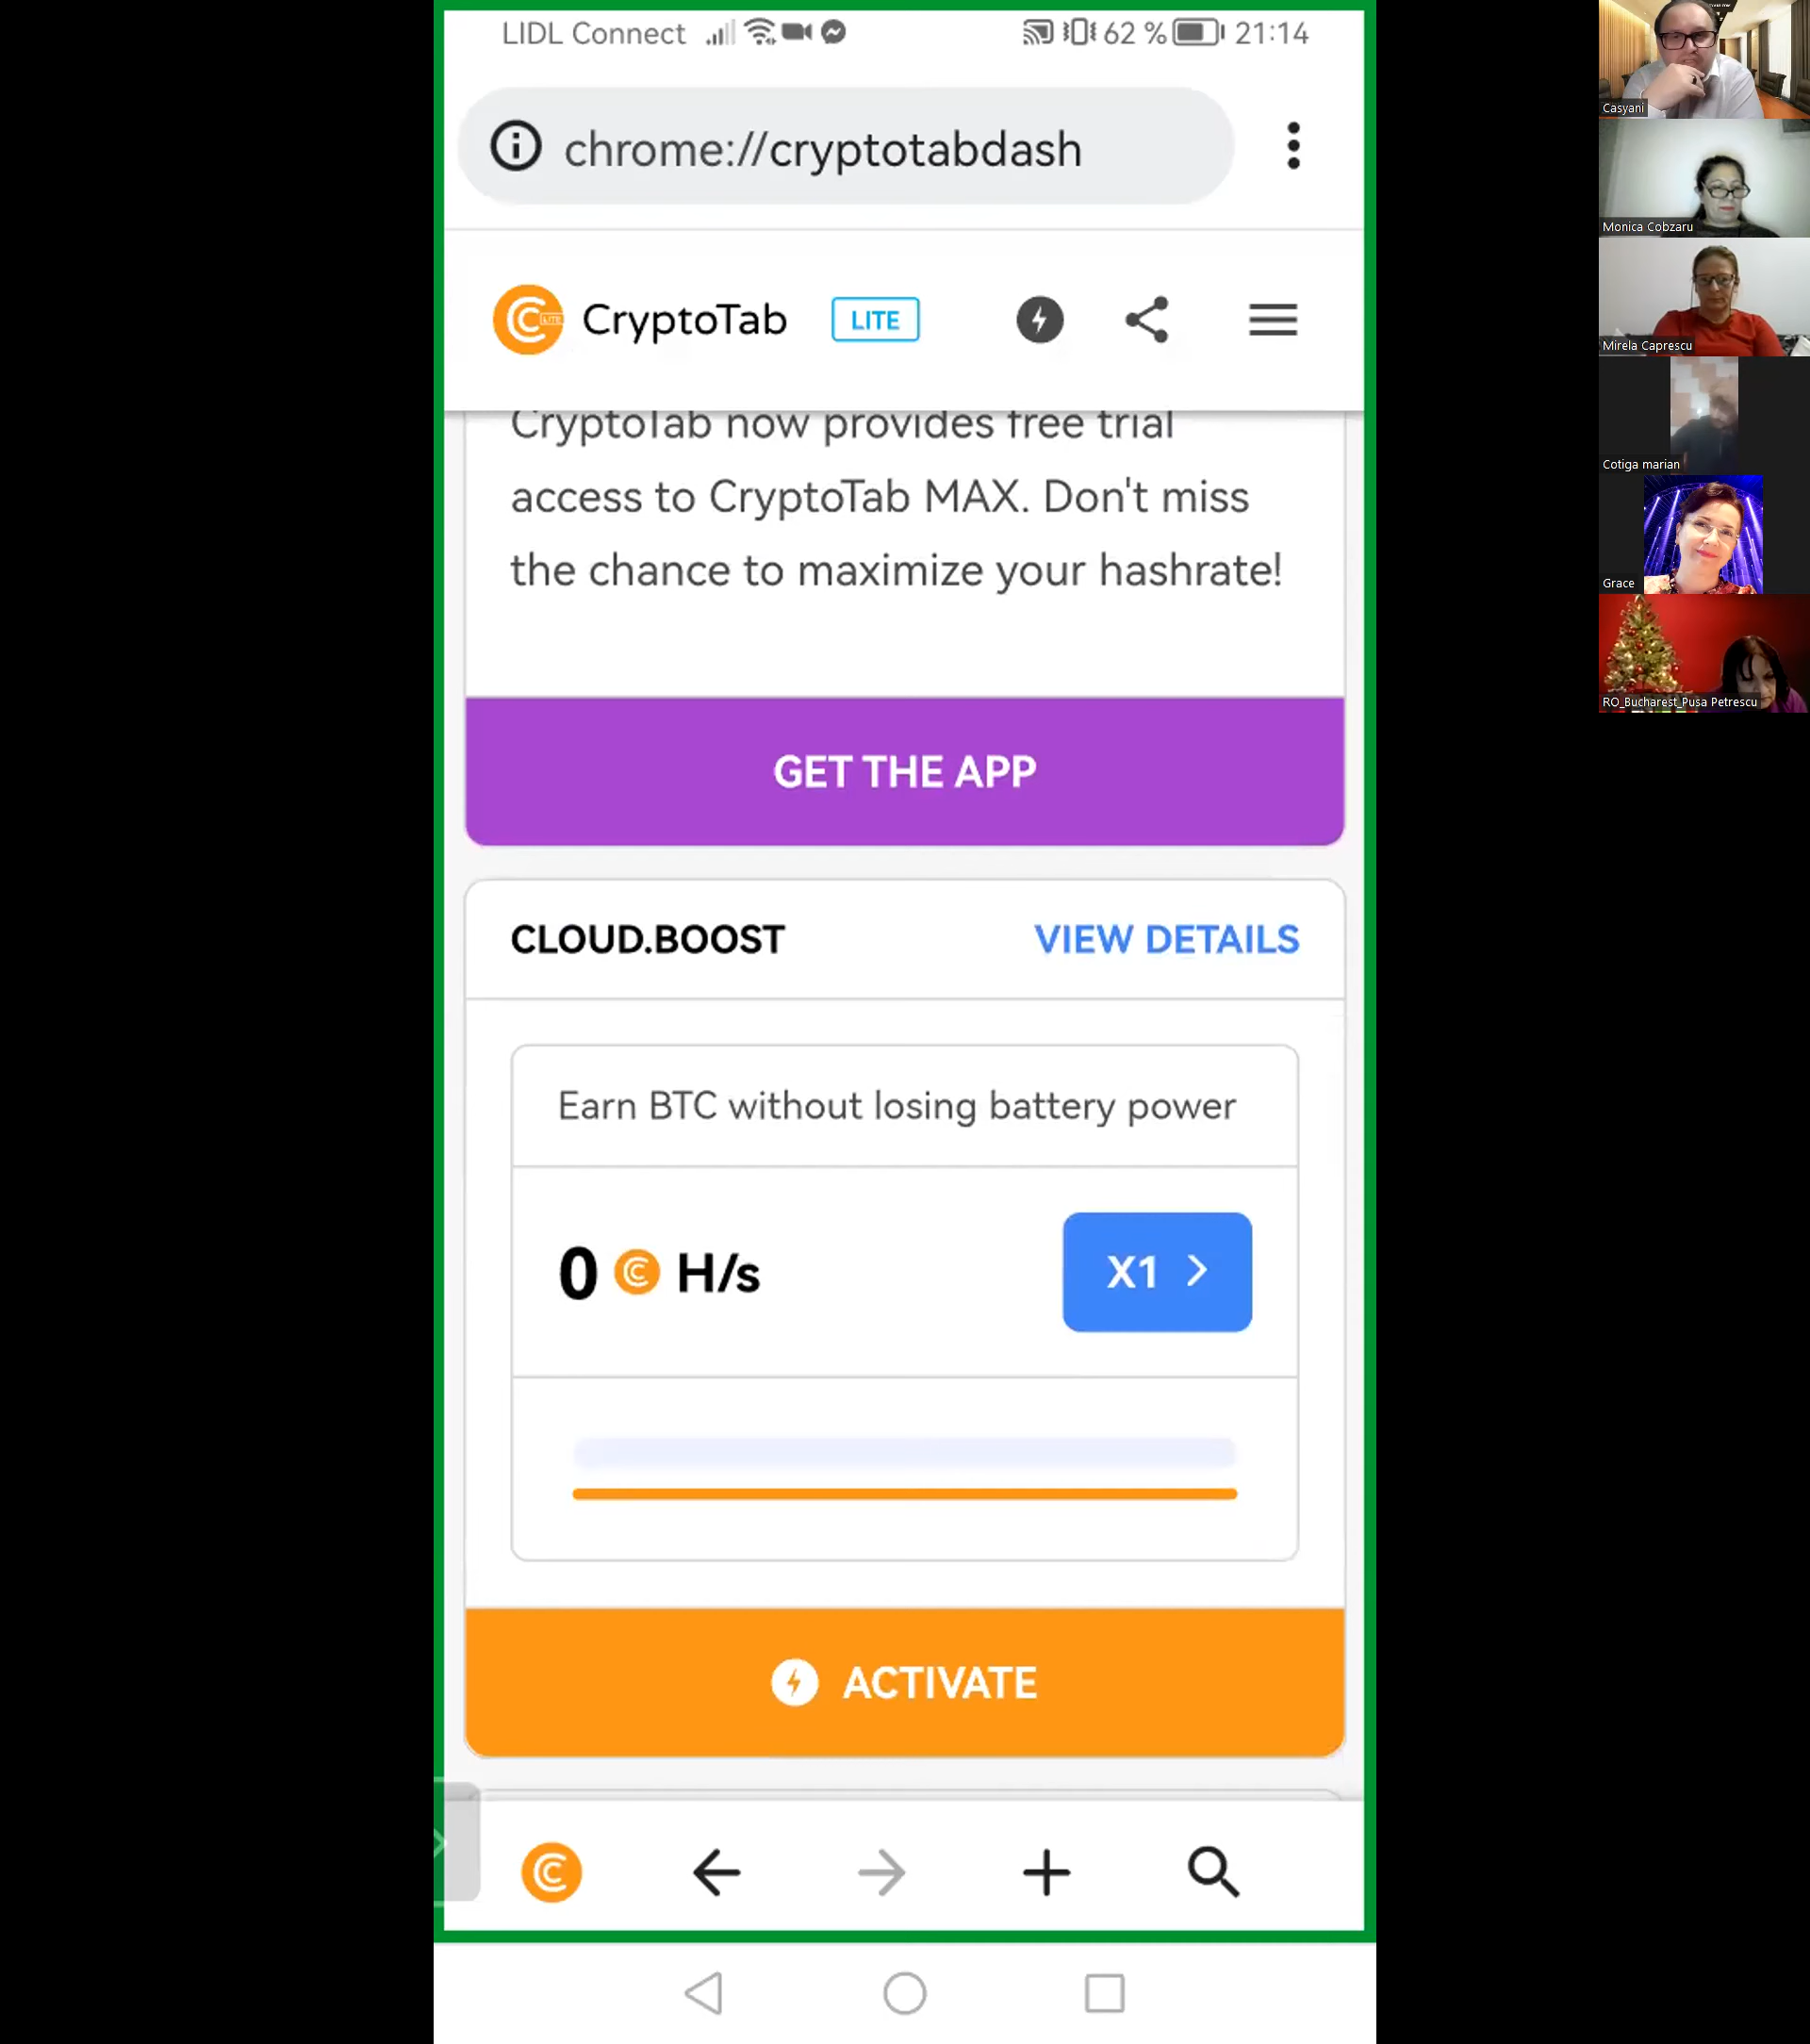 LIDL Connect 62 % 21:14
chrome://cryptotabdash
CryptoTab LITE
CryptoTab now provides free trial
access to CryptoTab MAX. Don't miss
the chance to maximize your hashrate!
GET THE APP
CLOUD.BOOST VIEW DETAILS
Earn BTC without losing battery power
0 H/s X1
ACTIVATE
Casyani
Monica Cobzaru
Mirela Caprescu
Cotiga marian
Grace
RO_Bucharest_Pusa Petrescu